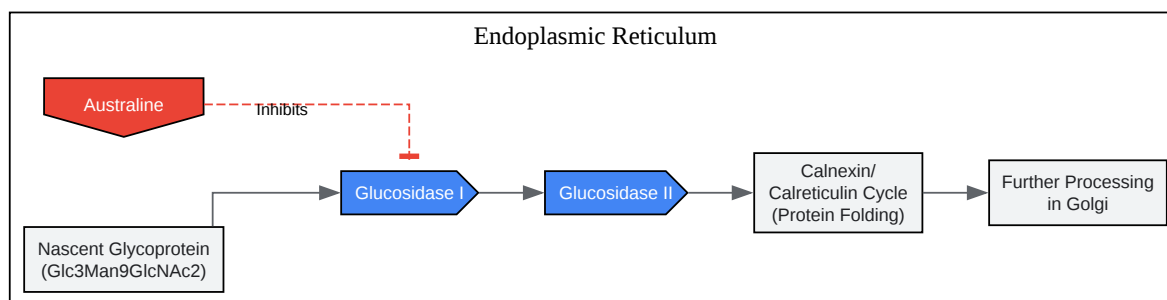 Endoplasmic Reticulum
Australine
Inhibits
Glucosidase I
Glucosidase II
Calnexin/
Calreticulin Cycle
(Protein Folding)
Further Processing
in Golgi
Nascent Glycoprotein
(Glc3Man9GlcNAc2)